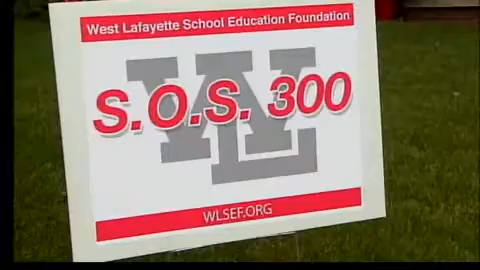 West Lafayette School Education Foundation
WL
S.O.S. 300
WLSEF.ORG